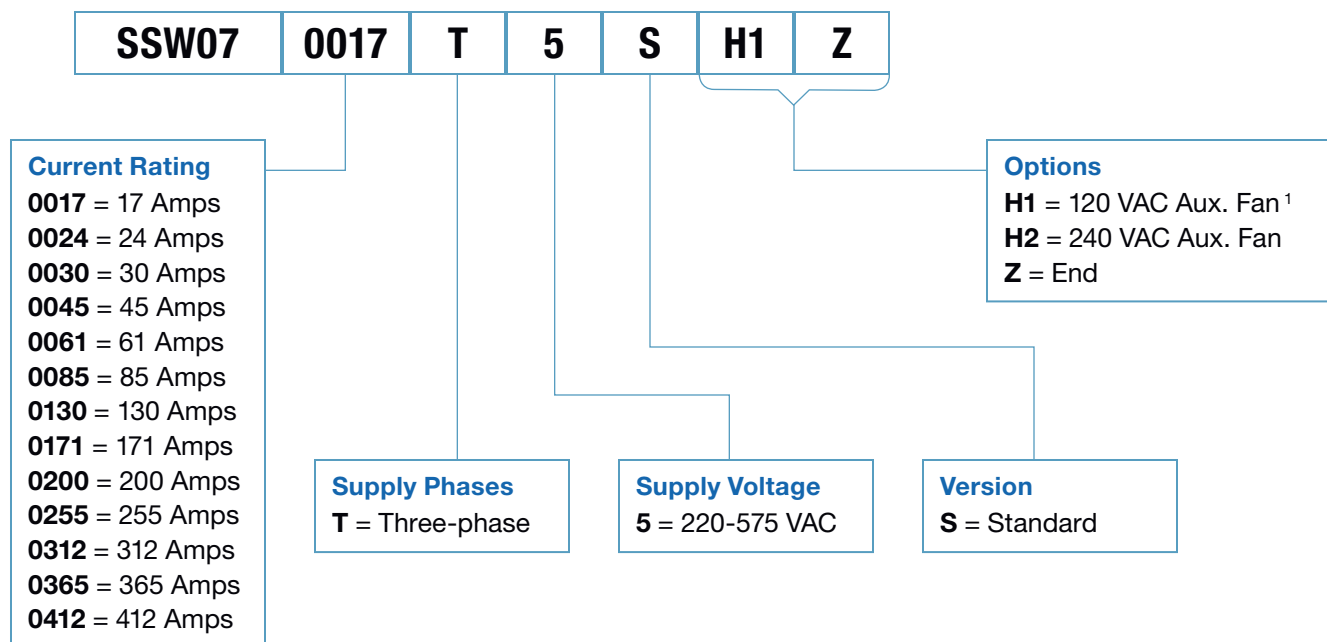 SSW07 0017 T 5 S H1 Z
Current Rating
0017 = 17 Amps
0024 = 24 Amps
0030 = 30 Amps
0045 = 45 Amps
0061 = 61 Amps
0085 = 85 Amps
0130 = 130 Amps
0171 = 171 Amps
0200 = 200 Amps
0255 = 255 Amps
0312 = 312 Amps
0365 = 365 Amps
0412 = 412 Amps
Supply Phases
T = Three-phase
Supply Voltage
5 = 220-575 VAC
Version
S = Standard
Options
H1 = 120 VAC Aux. Fan ¹
H2 = 240 VAC Aux. Fan
Z = End